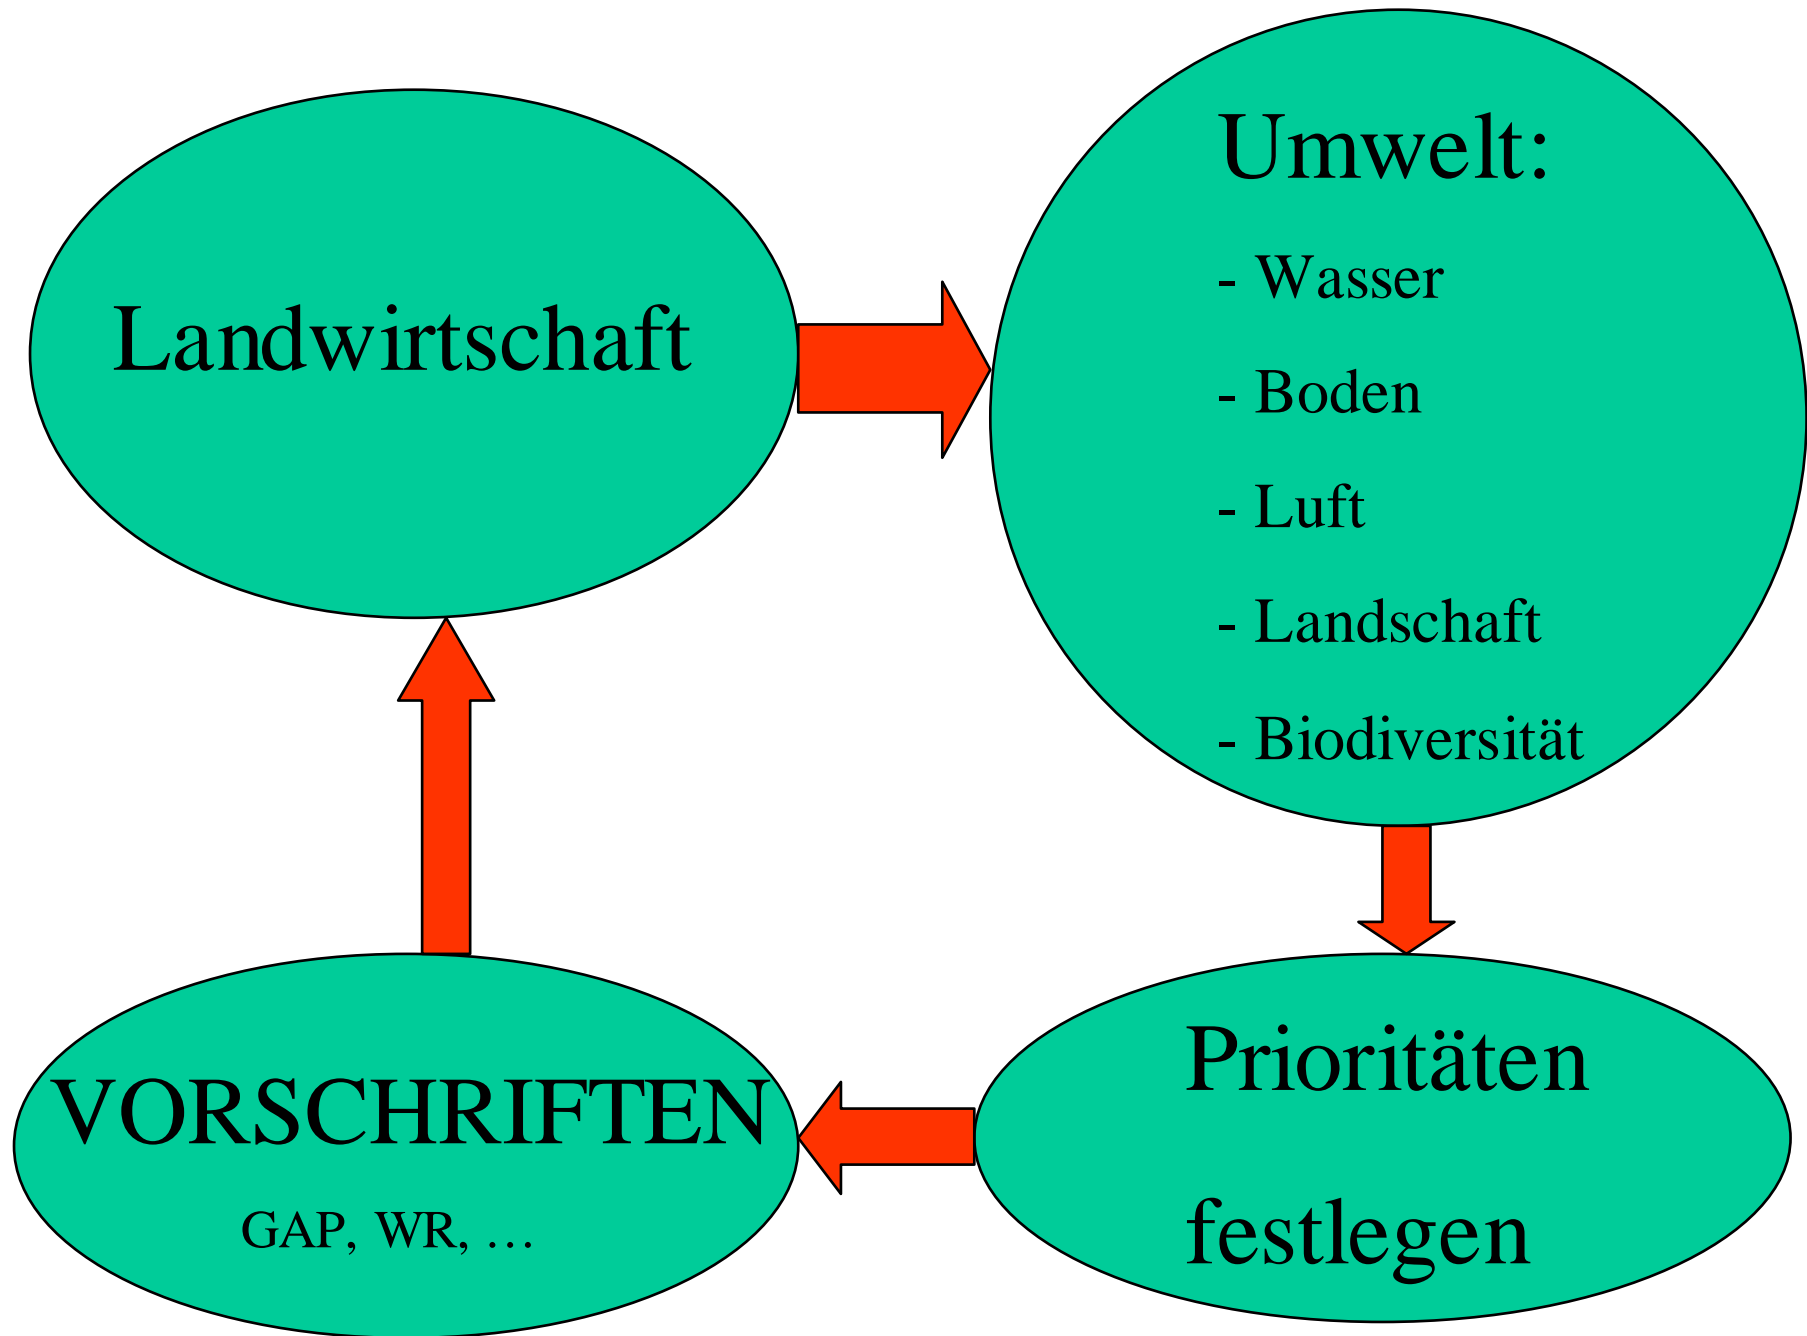 Landwirtschaft
Umwelt:
- Wasser
- Boden
- Luft
- Landschaft
- Biodiversität
Prioritäten
festlegen
VORSCHRIFTEN
GAP, WR, …